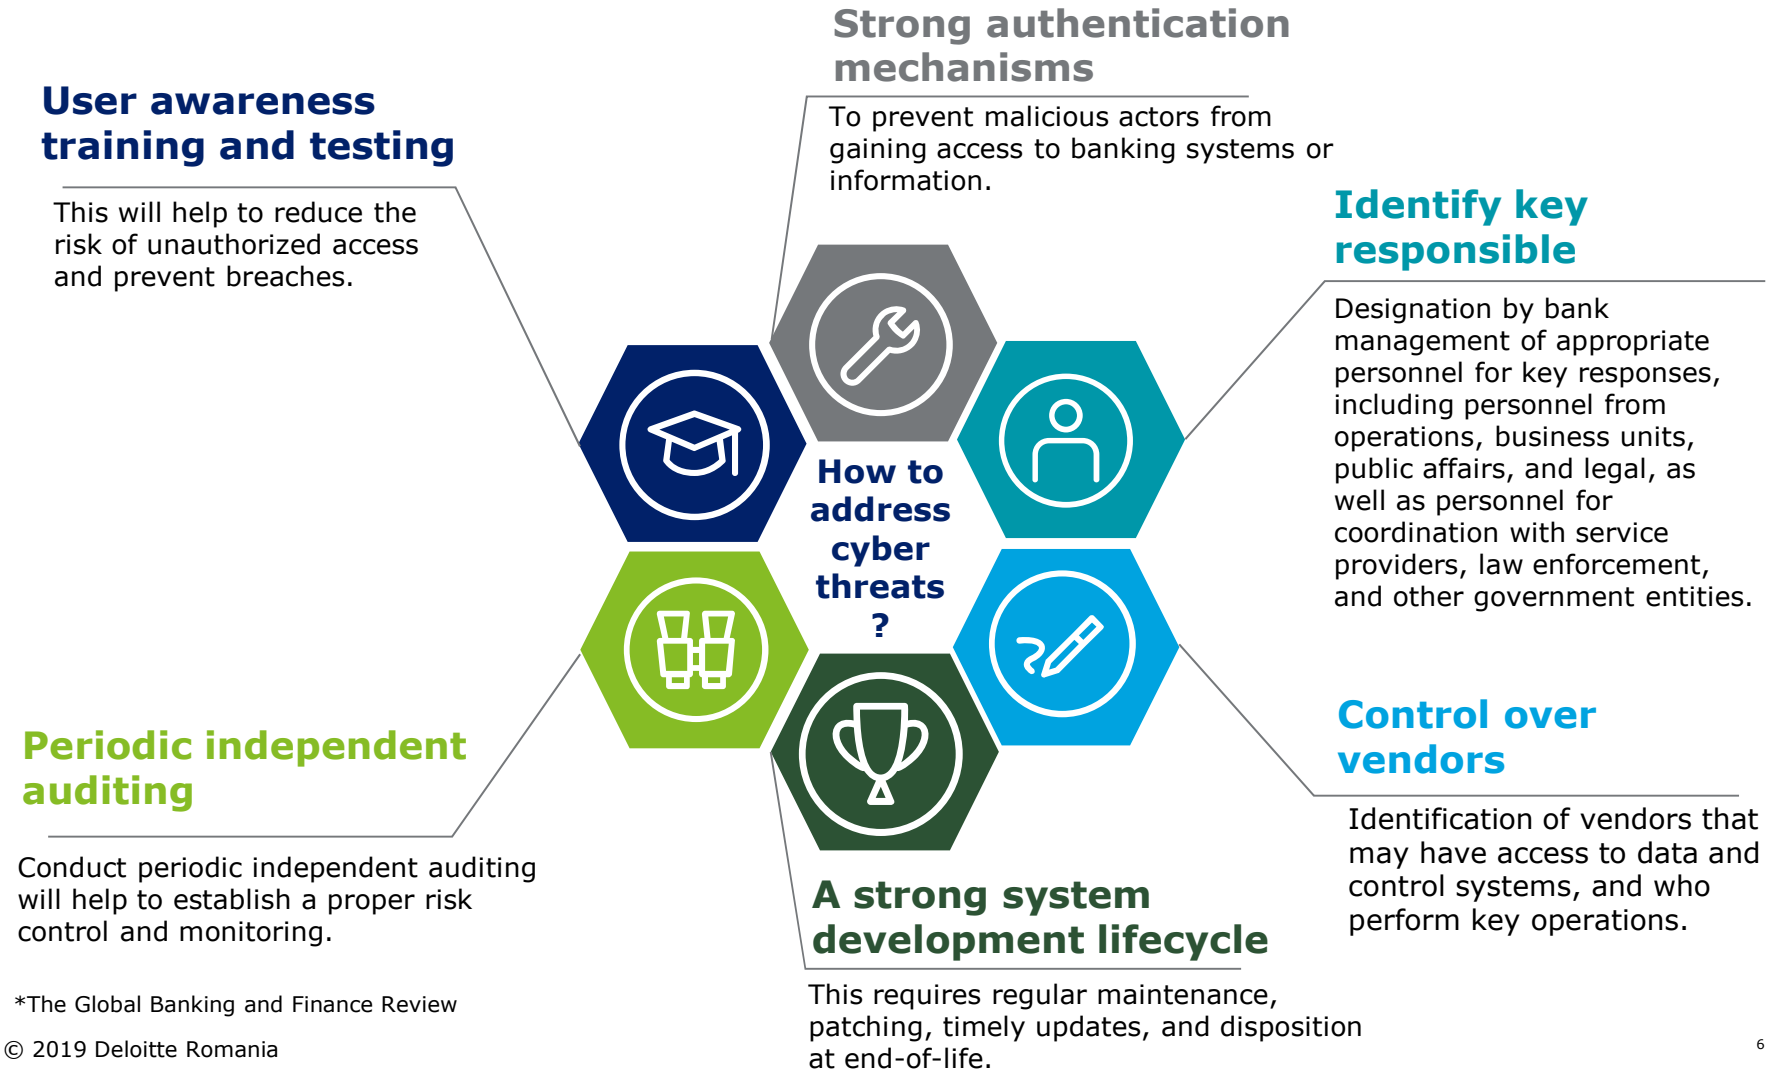 Strong authentication
mechanisms
To prevent malicious actors from
gaining access to banking systems or
information.
User awareness
training and testing
This will help to reduce the
risk of unauthorized access
and prevent breaches.
Identify key
responsible
Designation by bank
management of appropriate
personnel for key responses,
including personnel from
operations, business units,
public affairs, and legal, as
well as personnel for
coordination with service
providers, law enforcement,
and other government entities.
How to
address
cyber
threats
?
Control over
vendors
Identification of vendors that
may have access to data and
control systems, and who
perform key operations.
Periodic independent
auditing
Conduct periodic independent auditing
will help to establish a proper risk
control and monitoring.
A strong system
development lifecycle
This requires regular maintenance,
patching, timely updates, and disposition
at end-of-life.
*The Global Banking and Finance Review
© 2019 Deloitte Romania
6